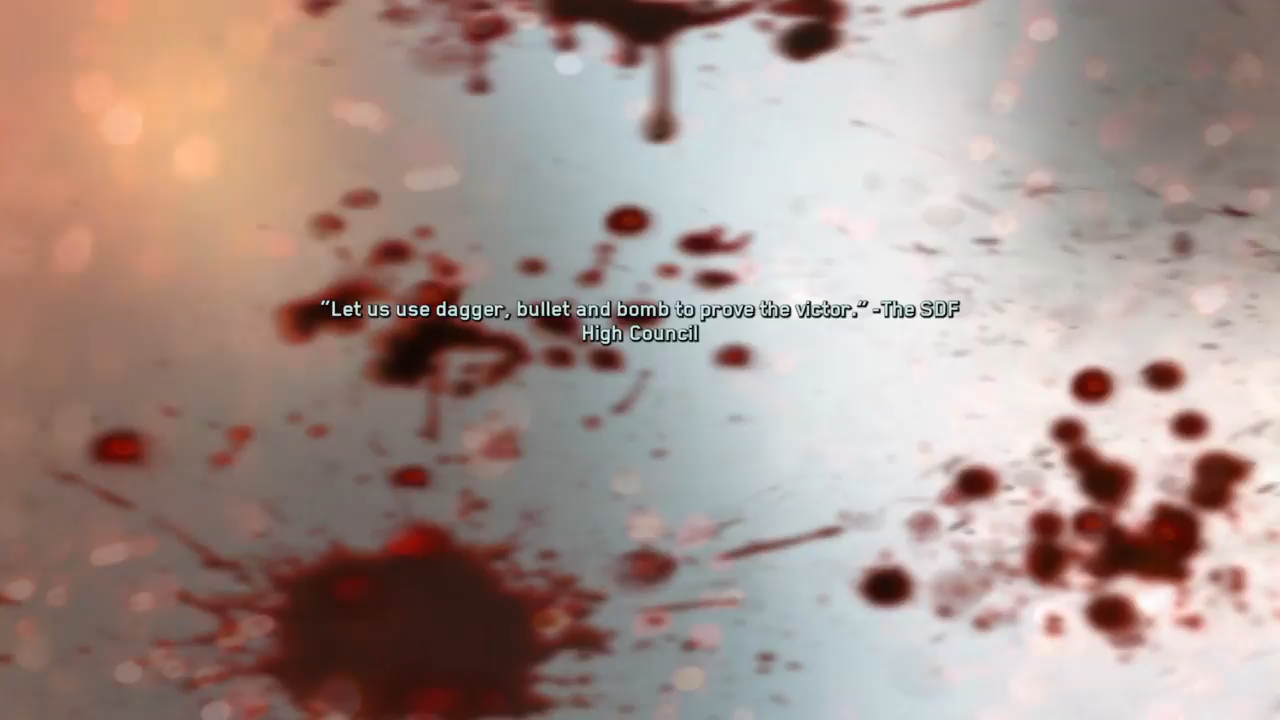 “Let us use dagger, bullet and bomb to prove the victor.” -The SDF
High Council